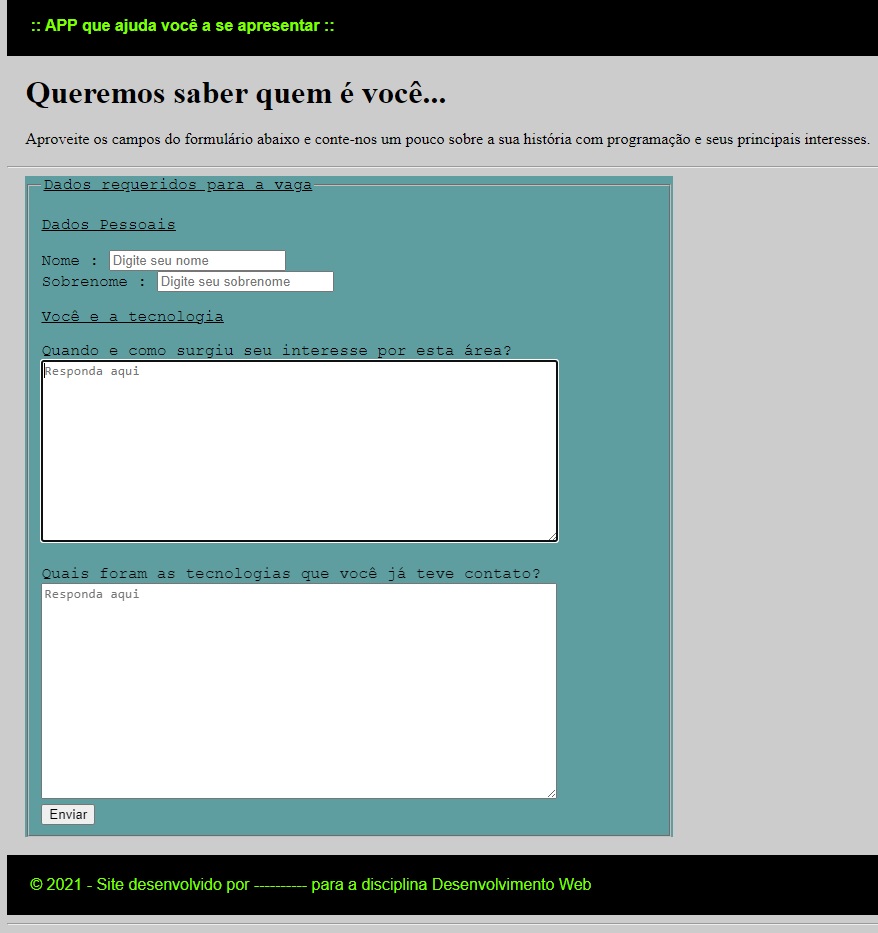 :: APP que ajuda você a se apresentar ::
Queremos saber quem é você...
Aproveite os campos do formulário abaixo e conte-nos um pouco sobre a sua história com programação e seus principais interesses.
Dados requeridos para a vaga
Dados Pessoais
Nome : Digite seu nome
Sobrenome : Digite seu sobrenome
Você e a tecnologia
Quando e como surgiu seu interesse por esta área?
Responda aqui
Quais foram as tecnologias que você já teve contato?
Responda aqui
Enviar
© 2021 - Site desenvolvido por ---------- para a disciplina Desenvolvimento Web